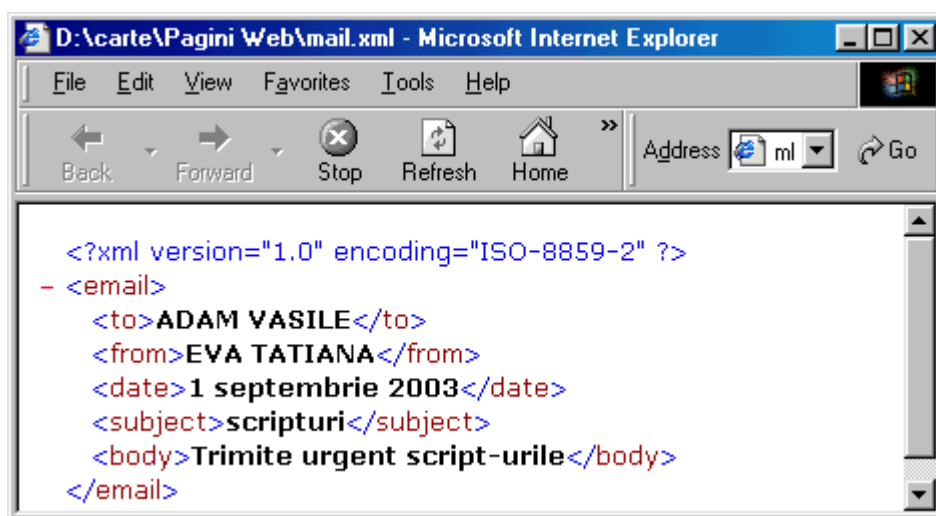 D:\carte\Pagini Web\mail.xml - Microsoft Internet Explorer
File Edit View Favorites Tools Help
Back Forward Stop Refresh Home » Address ml Go
<?xml version="1.0" encoding="ISO-8859-2" ?>
- <email>
<to>ADAM VASILE</to>
<from>EVA TATIANA</from>
<date>1 septembrie 2003</date>
<subject>scripturi</subject>
<body>Trimite urgent script-urile</body>
</email>